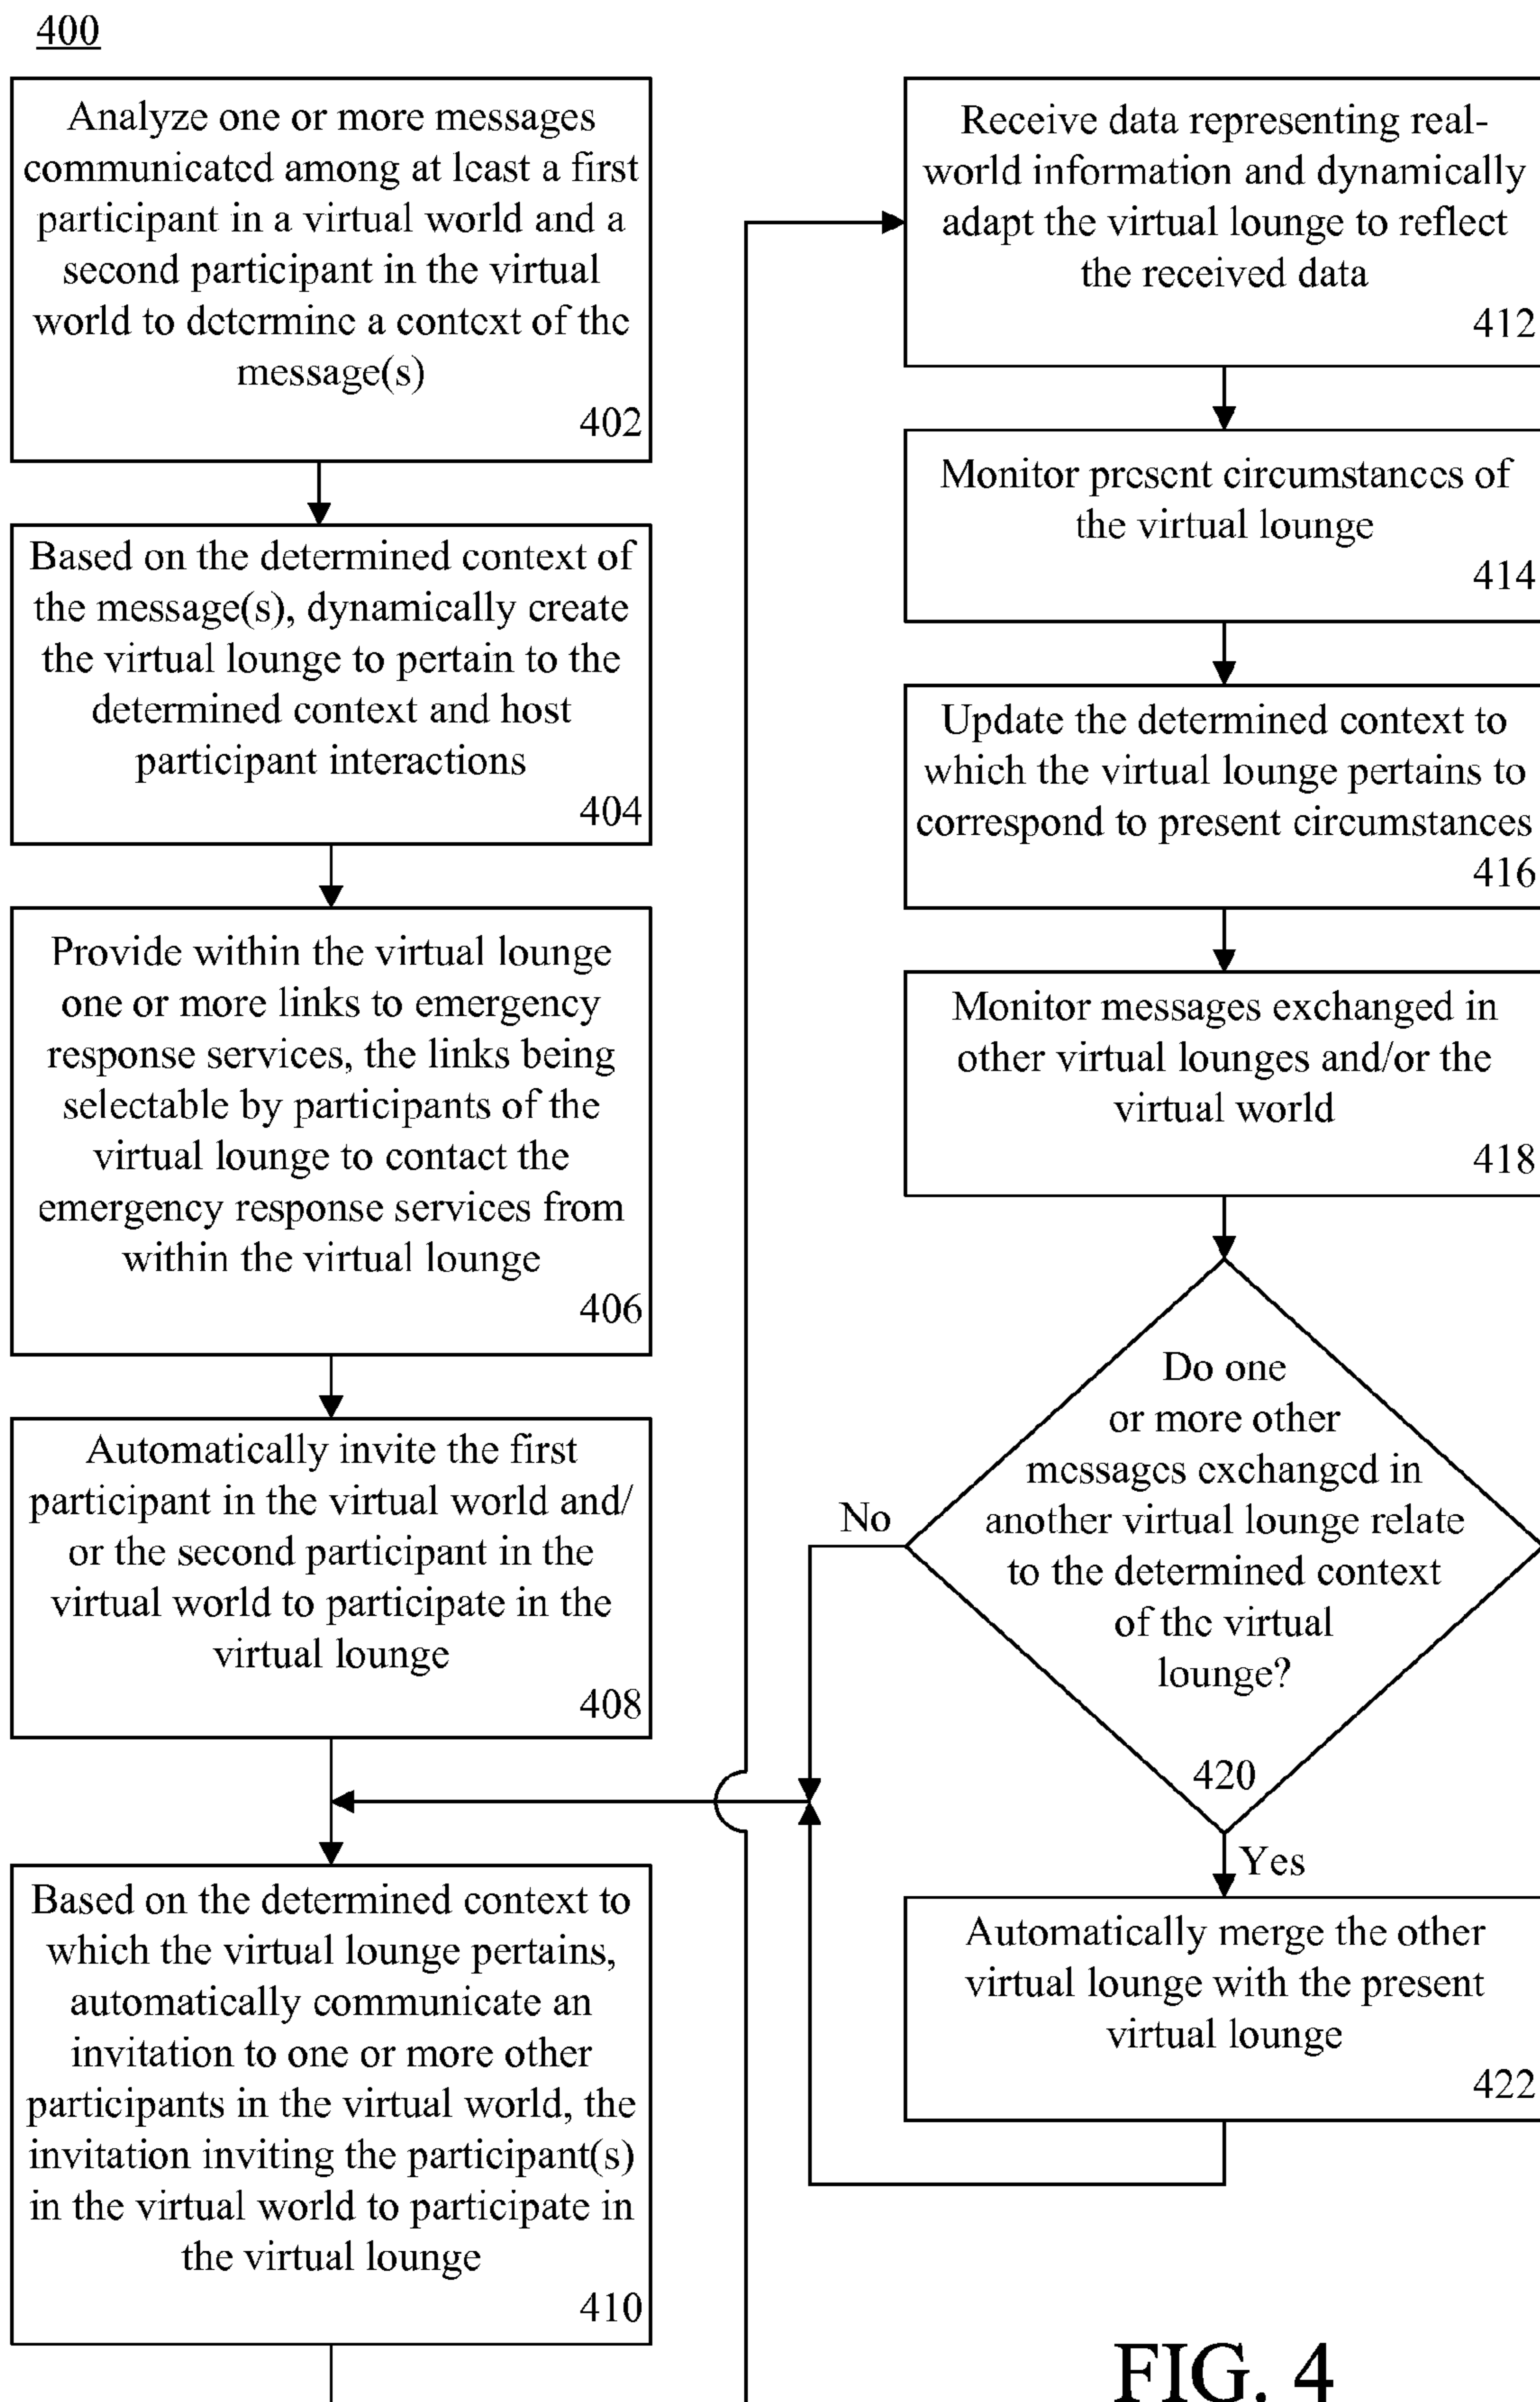 400
Analyze one or more messages
communicated among at least a first
participant in a virtual world and a
second participant in the virtual
world to determine a context of the
message(s)
402
Based on the determined context of
the message(s), dynamically create
the virtual lounge to pertain to the
determined context and host
participant interactions
404
Provide within the virtual lounge
one or more links to emergency
response services, the links being
selectable by participants of the
virtual lounge to contact the
emergency response services from
within the virtual lounge
406
Automatically invite the first
participant in the virtual world and/
or the second participant in the
virtual world to participate in the
virtual lounge
408
Based on the determined context to
which the virtual lounge pertains,
automatically communicate an
invitation to one or more other
participants in the virtual world, the
invitation inviting the participant(s)
in the virtual world to participate in
the virtual lounge
410
Receive data representing real-
world information and dynamically
adapt the virtual lounge to reflect
the received data
412
Monitor present circumstances of
the virtual lounge
414
Update the determined context to
which the virtual lounge pertains to
correspond to present circumstances
416
Monitor messages exchanged in
other virtual lounges and/or the
virtual world
418
Do one
or more other
messages exchanged in
another virtual lounge relate
to the determined context
of the virtual
lounge?
420
No
Yes
Automatically merge the other
virtual lounge with the present
virtual lounge
422
FIG. 4